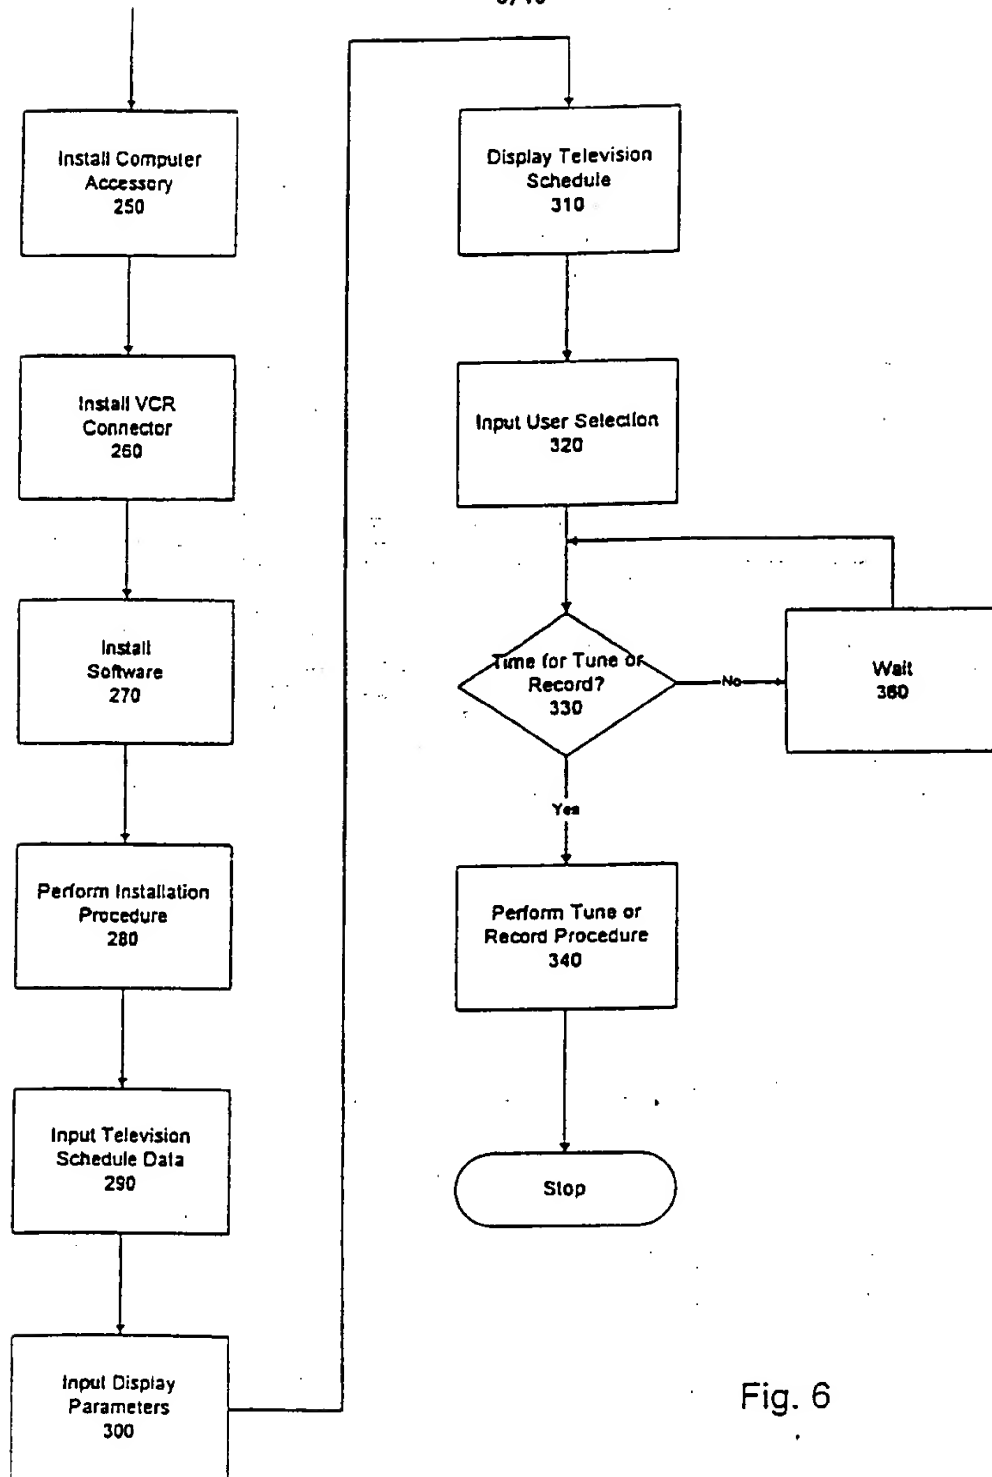 Install Computer
Accessory
250
Install VCR
Connector
260
Install
Software
270
Perform Installation
Procedure
280
Input Television
Schedule Data
290
Input Display
Parameters
300
Display Television
Schedule
310
Input User Selection
320
Time for Tune or
Record?
330
No
Wait
360
Yes
Perform Tune or
Record Procedure
340
Stop
Fig. 6